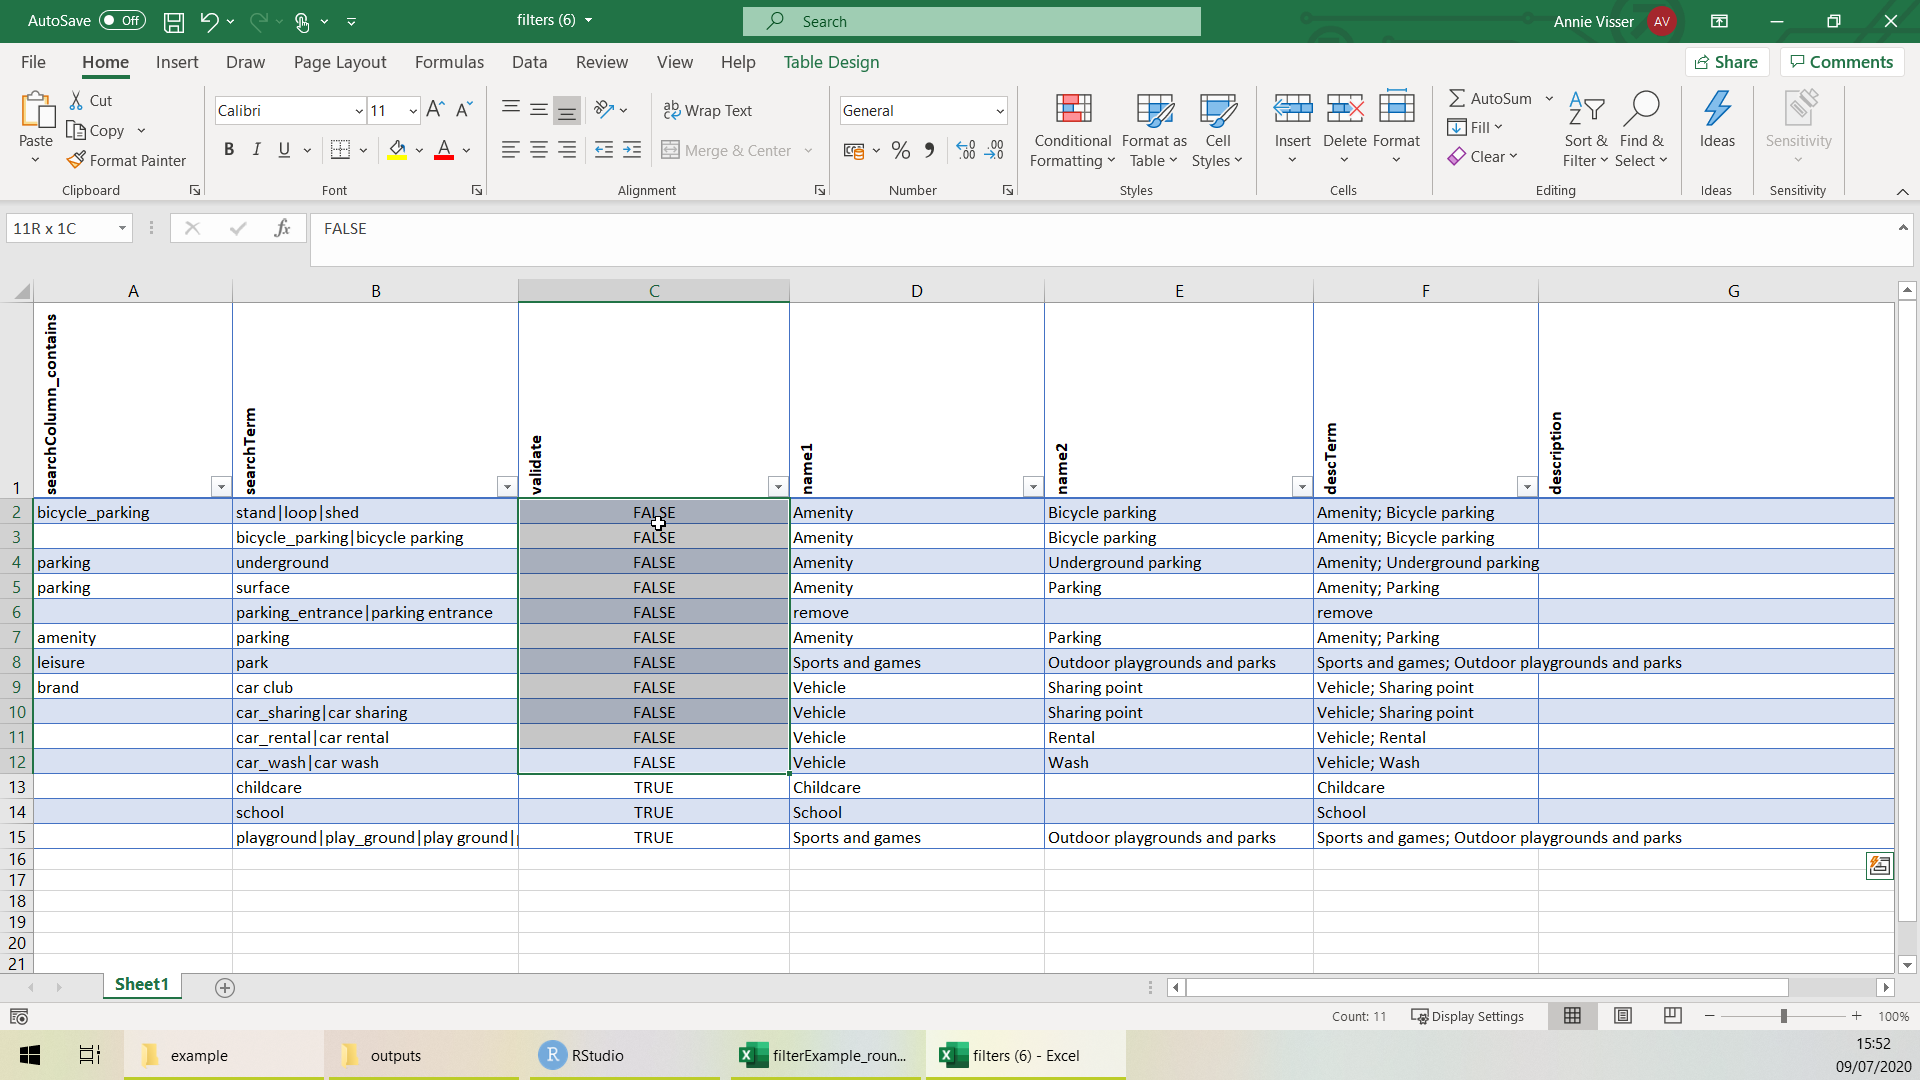 AutoSave Off filters (6) Search Annie Visser AV
File Home Insert Draw Page Layout Formulas Data Review View Help Table Design Share Comments
Paste Cut Copy Format Painter Clipboard
Calibri 11 B I U A Font
Wrap Text Merge & Center Alignment
General % Number
Conditional Formatting Format as Table Cell Styles Styles
Insert Delete Format Cells
AutoSum Fill Clear Sort & Filter Find & Select Editing
Ideas Ideas
Sensitivity Sensitivity
11R x 1C fx FALSE
A B C D E F G
1 searchColumn_contains searchTerm validate name1 name2 descTerm description
2 bicycle_parking stand|loop|shed FALSE Amenity Bicycle parking Amenity; Bicycle parking
3 bicycle_parking|bicycle parking FALSE Amenity Bicycle parking Amenity; Bicycle parking
4 parking underground FALSE Amenity Underground parking Amenity; Underground parking
5 parking surface FALSE Amenity Parking Amenity; Parking
6 parking_entrance|parking entrance FALSE remove remove
7 amenity parking FALSE Amenity Parking Amenity; Parking
8 leisure park FALSE Sports and games Outdoor playgrounds and parks Sports and games; Outdoor playgrounds and parks
9 brand car club FALSE Vehicle Sharing point Vehicle; Sharing point
10 car_sharing|car sharing FALSE Vehicle Sharing point Vehicle; Sharing point
11 car_rental|car rental FALSE Vehicle Rental Vehicle; Rental
12 car_wash|car wash FALSE Vehicle Wash Vehicle; Wash
13 childcare TRUE Childcare Childcare
14 school TRUE School School
15 playground|play_ground|play ground| TRUE Sports and games Outdoor playgrounds and parks Sports and games; Outdoor playgrounds and parks
16
17
18
19
20
21
Sheet1
Count: 11 Display Settings 100%
example outputs RStudio filterExample_roun... filters (6) - Excel 15:52
09/07/2020